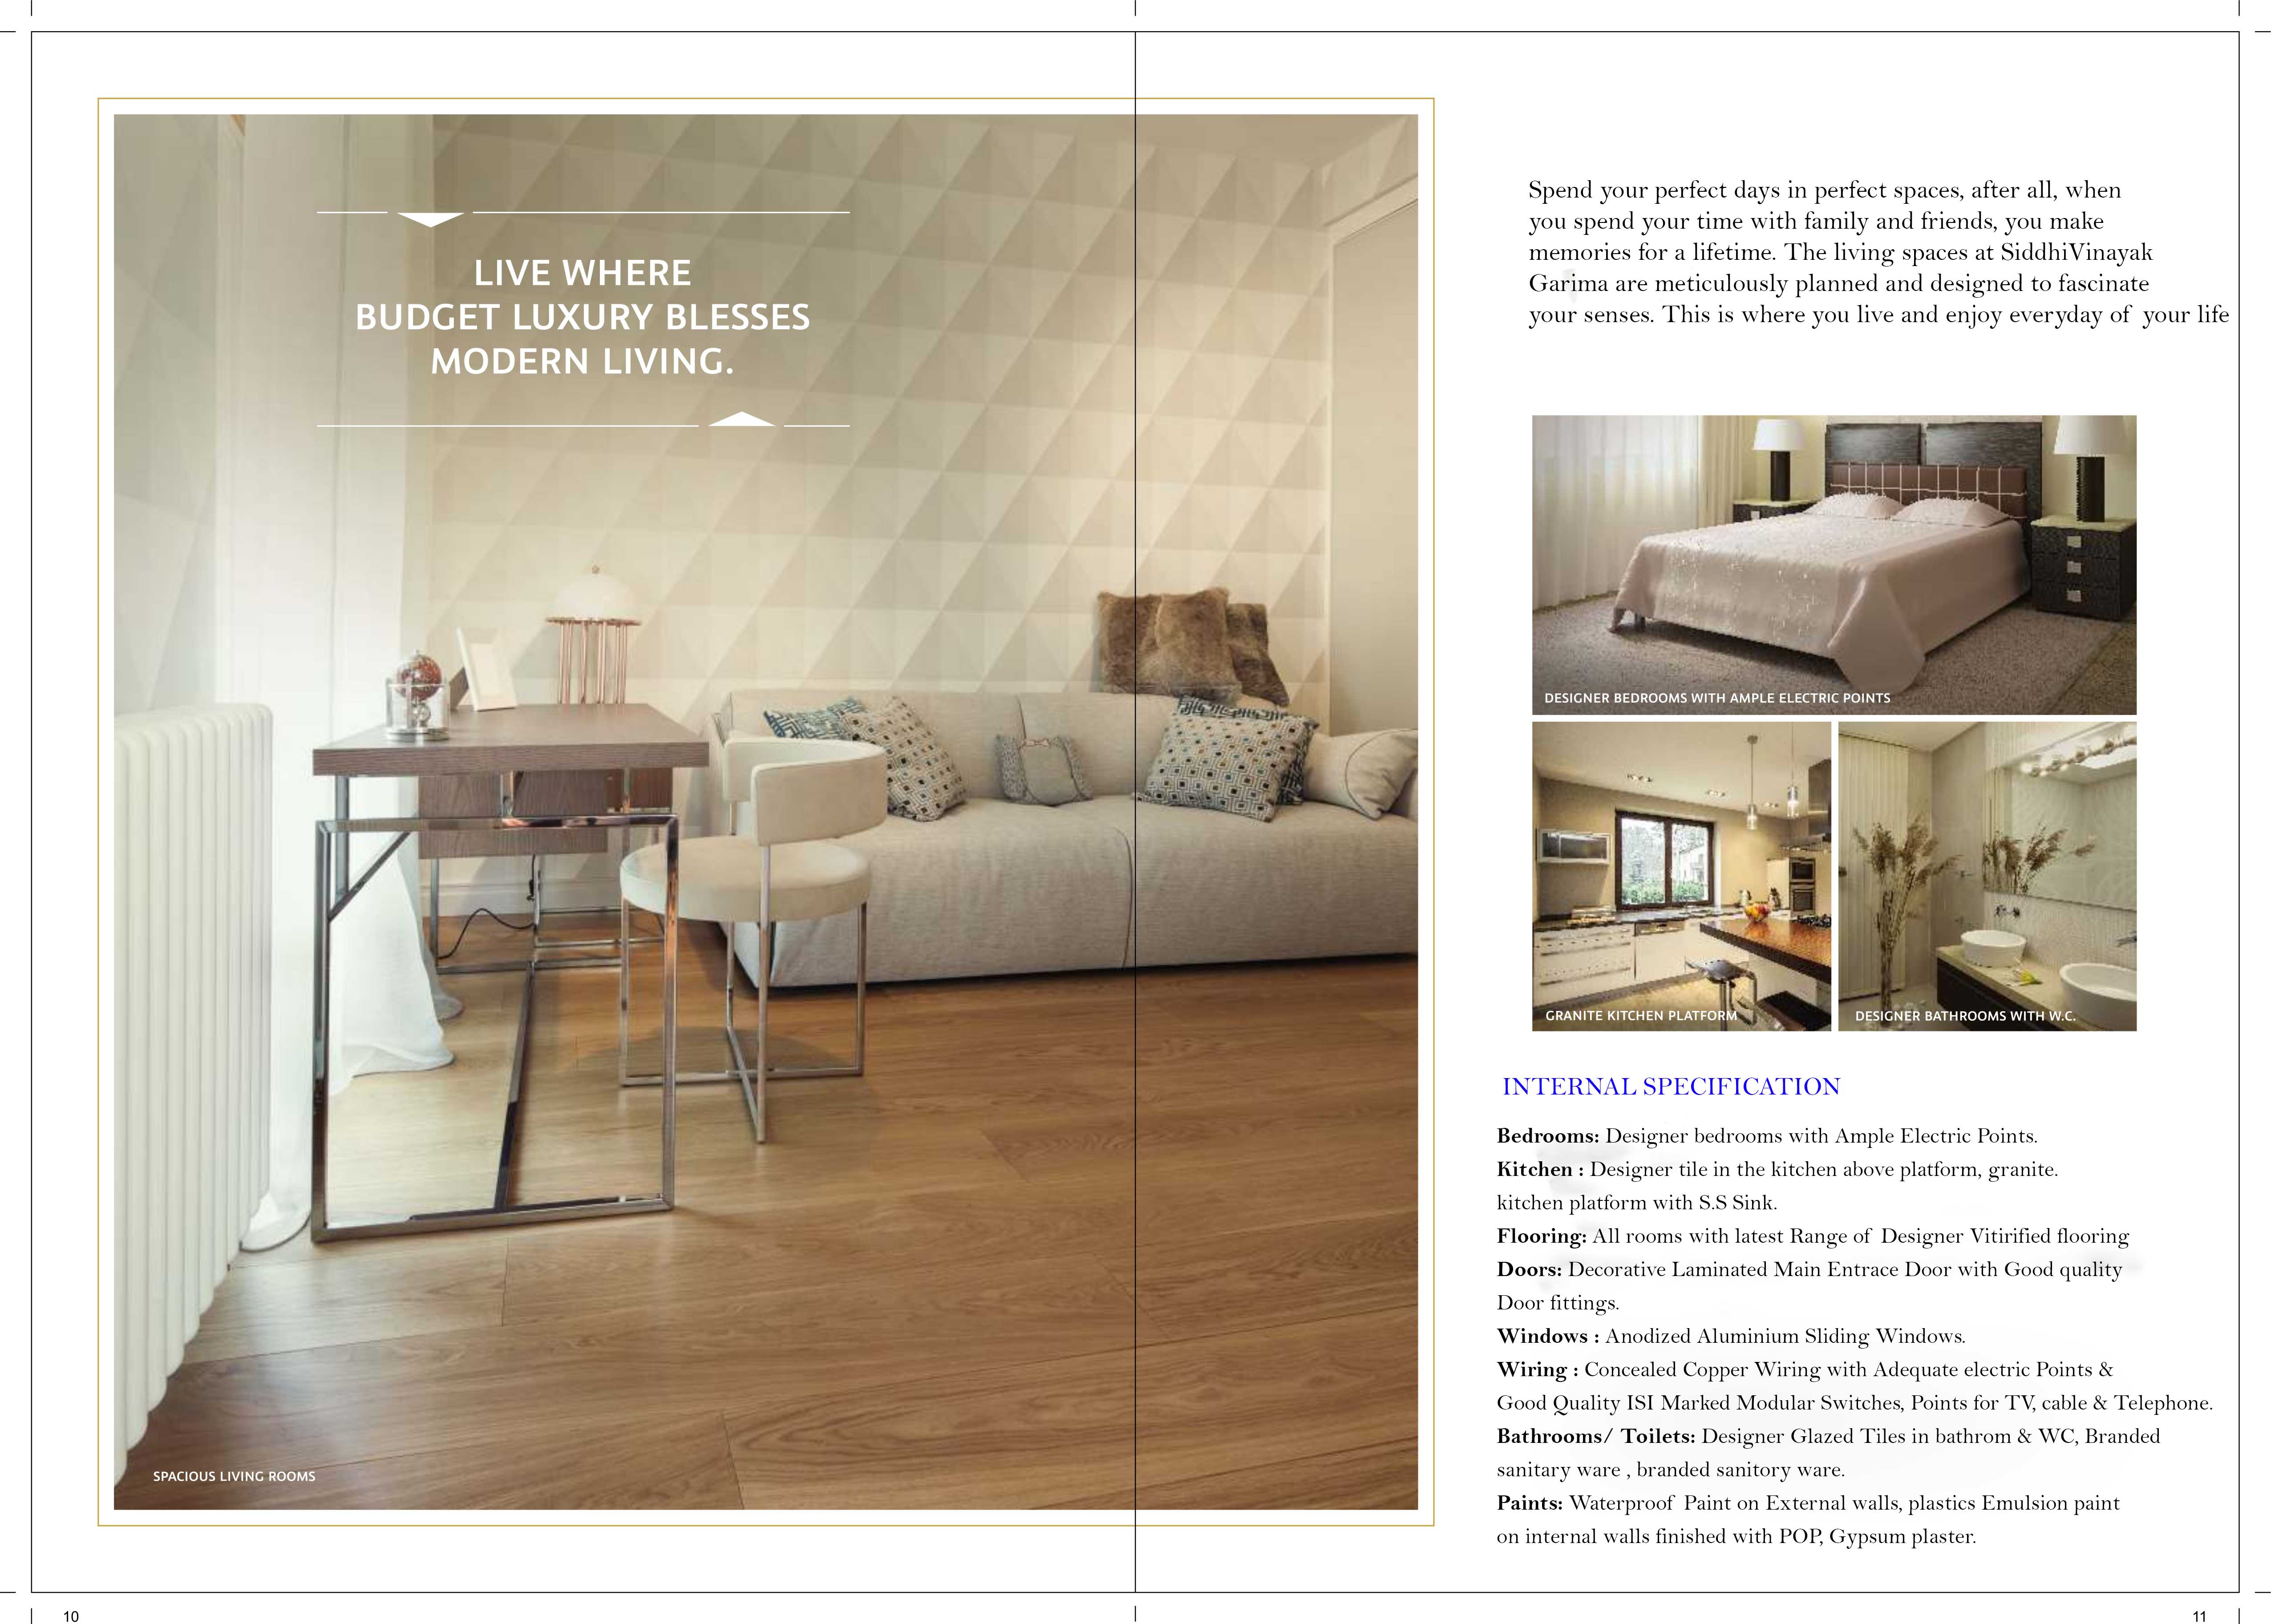 LIVE WHERE
BUDGET LUXURY BLESSES
MODERN LIVING.
SPACIOUS LIVING ROOMS
10
Spend your perfect days in perfect spaces, after all, when
you spend your time with family and friends, you make
memories for a lifetime. The living spaces at SiddhiVinayak
Garima are meticulously planned and designed to fascinate
your senses. This is where you live and enjoy everyday of your life
DESIGNER BEDROOMS WITH AMPLE ELECTRIC POINTS
GRANITE KITCHEN PLATFORM
DESIGNER BATHROOMS WITH W.C.
INTERNAL SPECIFICATION
Bedrooms: Designer bedrooms with Ample Electric Points.
Kitchen : Designer tile in the kitchen above platform, granite.
kitchen platform with S.S Sink.
Flooring: All rooms with latest Range of Designer Vitirified flooring
Doors: Decorative Laminated Main Entrace Door with Good quality
Door fittings.
Windows : Anodized Aluminium Sliding Windows.
Wiring : Concealed Copper Wiring with Adequate electric Points &
Good Quality ISI Marked Modular Switches, Points for TV, cable & Telephone.
Bathrooms/ Toilets: Designer Glazed Tiles in bathrom & WC, Branded
sanitary ware , branded sanitory ware.
Paints: Waterproof Paint on External walls, plastics Emulsion paint
on internal walls finished with POP, Gypsum plaster.
11